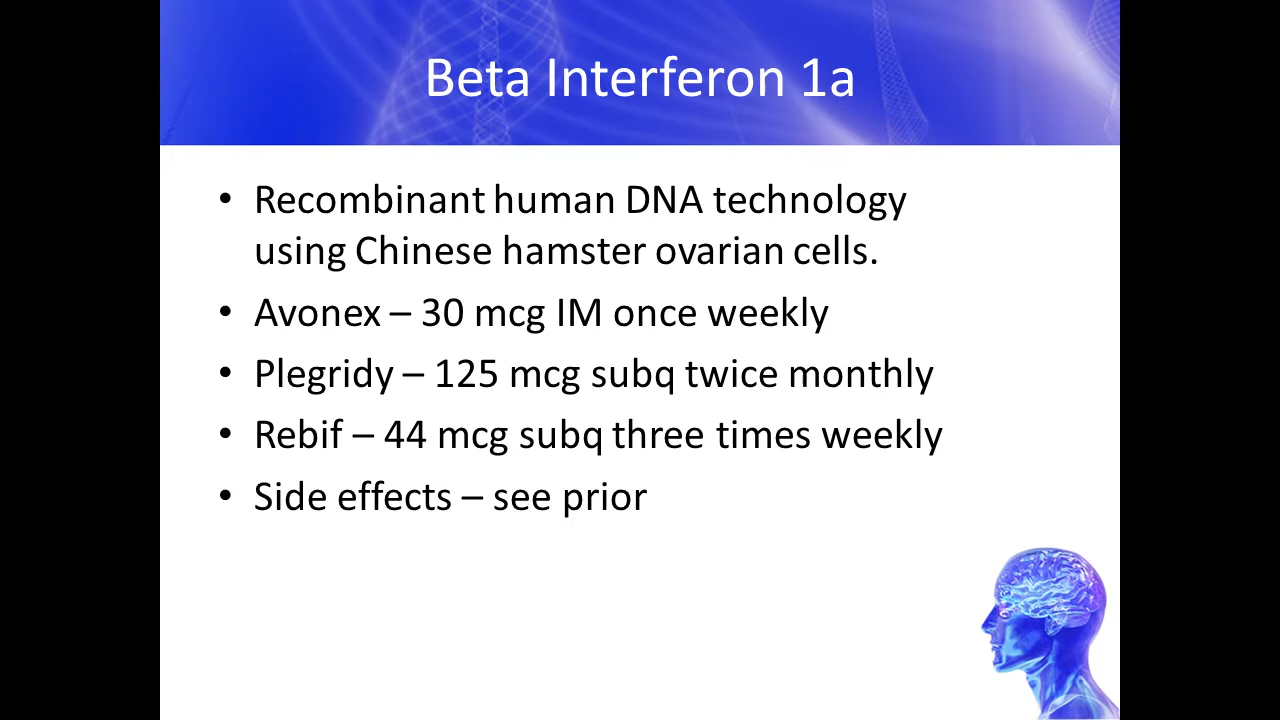 Beta Interferon 1a
• Recombinant human DNA technology
using Chinese hamster ovarian cells.
• Avonex – 30 mcg IM once weekly
• Plegridy – 125 mcg subq twice monthly
• Rebif – 44 mcg subq three times weekly
• Side effects – see prior